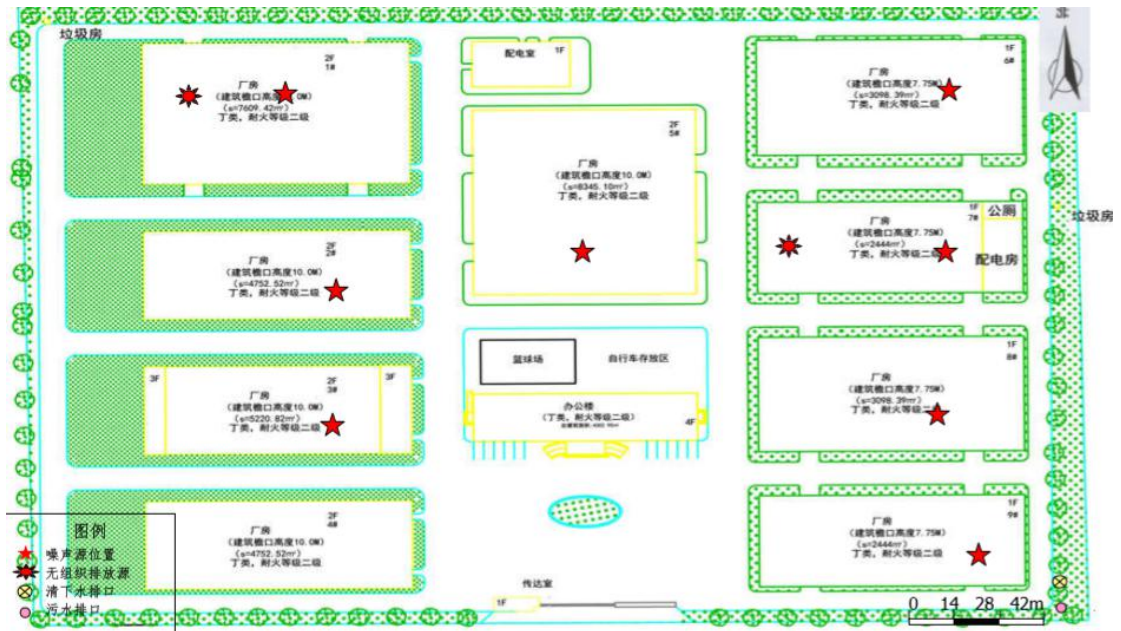 垃圾房
2F
1#
厂房
(建筑檐口高度
.0M)
(s=7609.42㎡)
丁类，耐火等级二级
配电室
1F
1F
6#
厂房
(建筑檐口高度7.75M)
(s=3098.39㎡)
丁类，耐火等级二级
北
2F
5#
厂房
(建筑檐口高度10.0M)
(s=8345.10㎡)
丁类，耐火等级二级
2F
2#
厂房
(建筑檐口高度10.0M)
(s=4752.52㎡)
丁类，耐火等级二级
1F
7#
公厕
厂房
(建筑檐口高度7.75M)
(s=2444㎡)
丁类，耐火等级二级
配电房
垃圾房
3F
2F
3#
3F
厂房
(建筑檐口高度10.0M)
(s=5220.82㎡)
丁类，耐火等级二级
篮球场
自行车存放区
办公楼
(丁类，耐火等级二级)
4F
1F
8#
厂房
(建筑檐口高度7.75M)
(s=3098.39㎡)
丁类，耐火等级二级
2F
4#
厂房
(建筑檐口高度10.0M)
(s=4752.52㎡)
丁类，耐火等级二级
1F
9#
厂房
(建筑檐口高度7.75M)
(s=2444㎡)
丁类，耐火等级二级
图例
噪声源位置
无组织排放源
清下水排口
污水排口
传达室
1F
0 14 28 42m